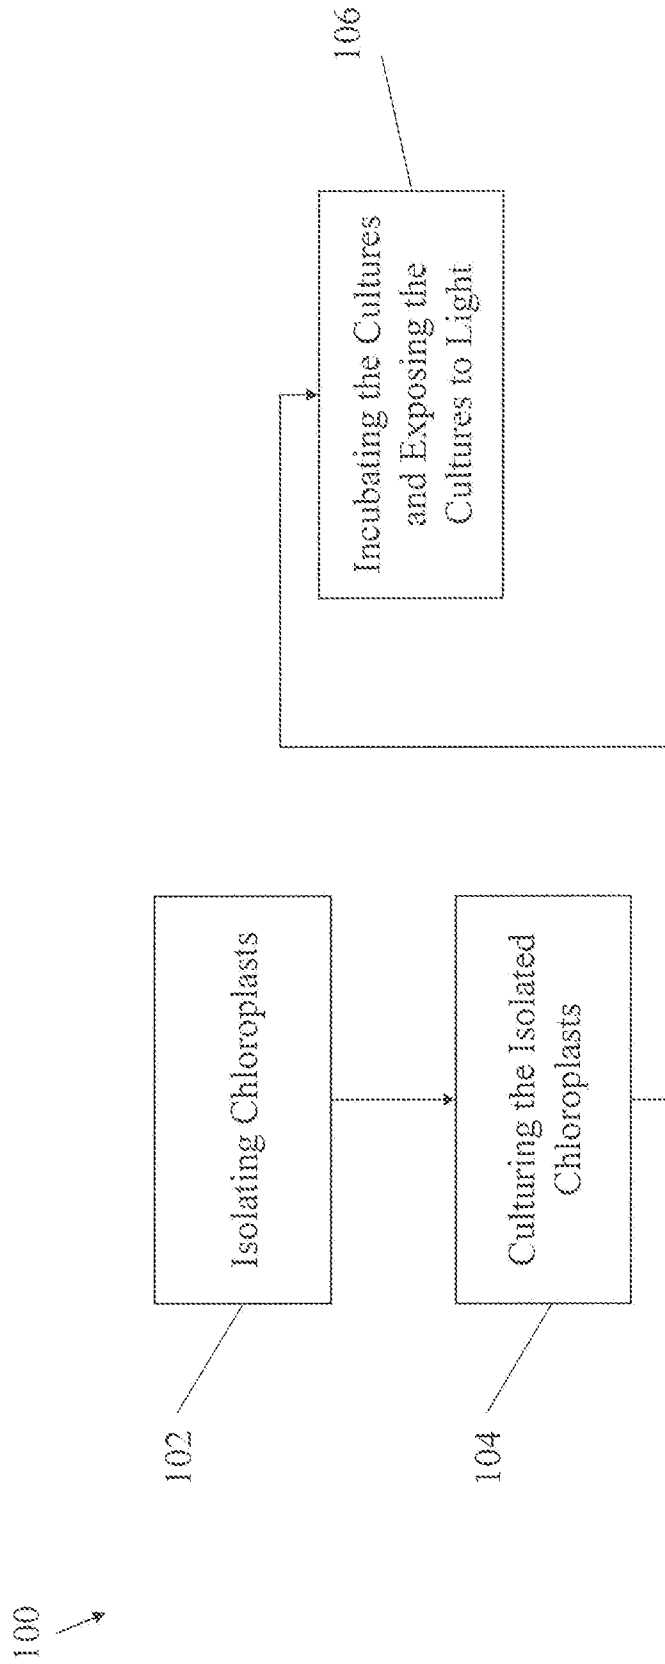 100
102
Isolating Chloroplasts
104
Culturing the Isolated
Chloroplasts
106
Incubating the Cultures
and Exposing the
Cultures to Light